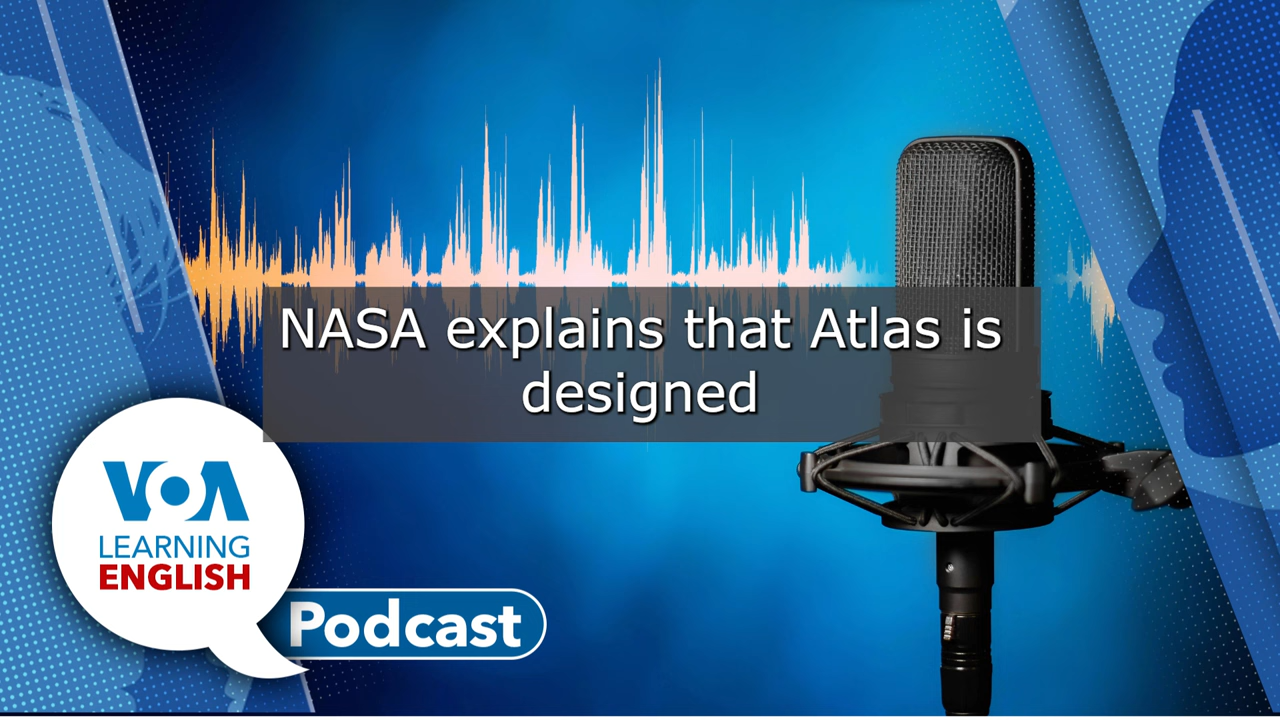 NASA explains that Atlas is
designed
VOA
LEARNING
ENGLISH
Podcast